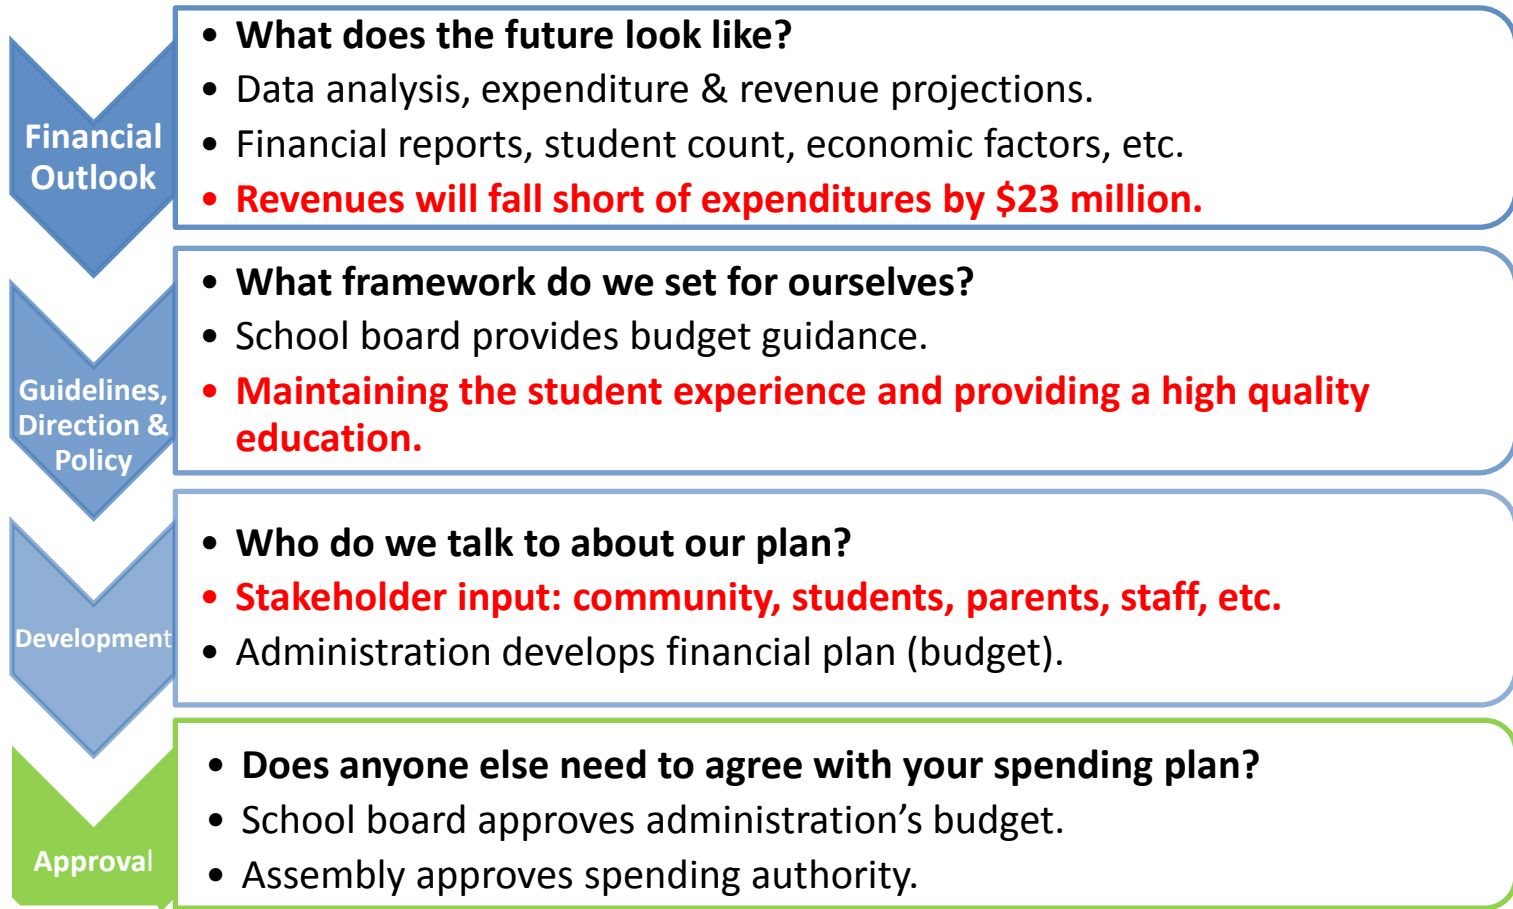 Financial
Outlook
• What does the future look like?
• Data analysis, expenditure & revenue projections.
• Financial reports, student count, economic factors, etc.
• Revenues will fall short of expenditures by $23 million.
Guidelines,
Direction &
Policy
• What framework do we set for ourselves?
• School board provides budget guidance.
• Maintaining the student experience and providing a high quality
education.
Development
• Who do we talk to about our plan?
• Stakeholder input: community, students, parents, staff, etc.
• Administration develops financial plan (budget).
Approval
• Does anyone else need to agree with your spending plan?
• School board approves administration’s budget.
• Assembly approves spending authority.